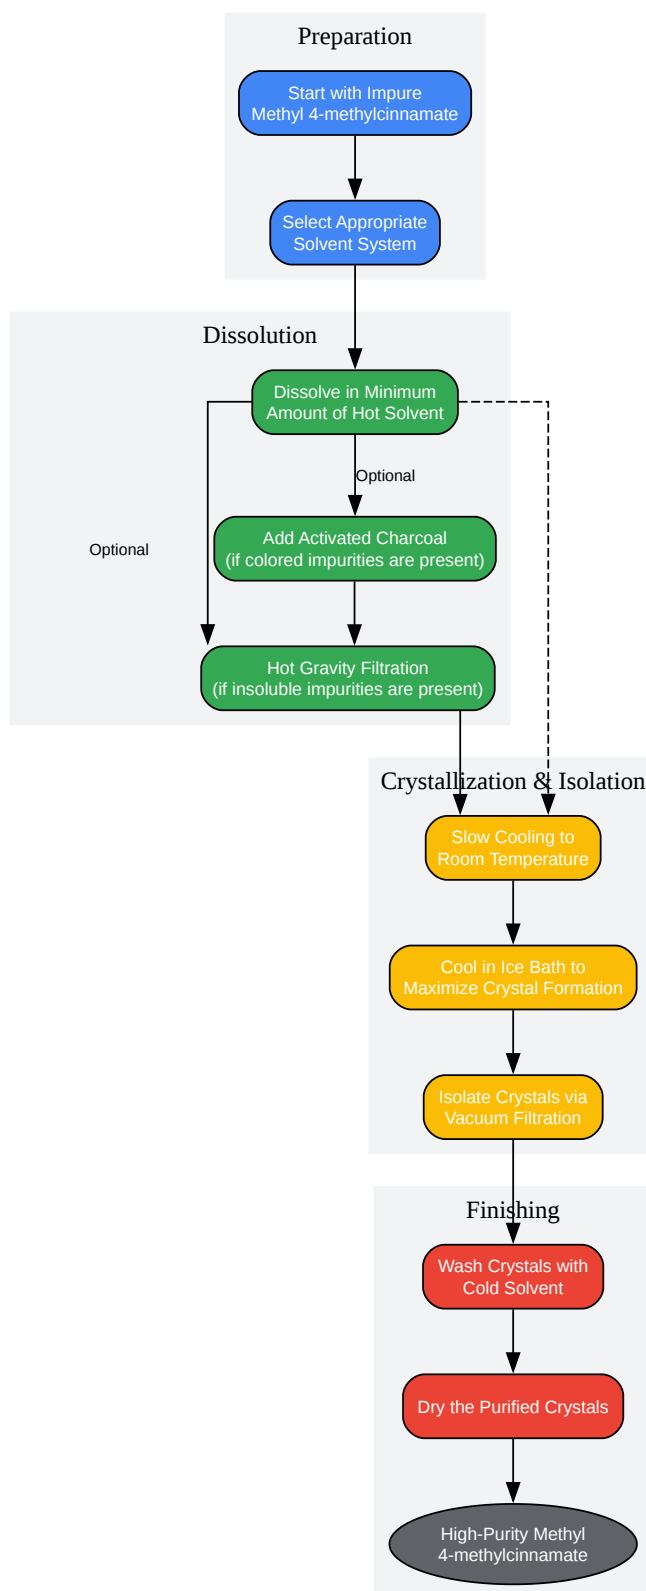 Preparation
Start with Impure
Methyl 4-methylcinnamate
Select Appropriate
Solvent System
Dissolution
Dissolve in Minimum
Amount of Hot Solvent
Optional
Add Activated Charcoal
(if colored impurities are present)
Optional
Hot Gravity Filtration
(if insoluble impurities are present)
Crystallization & Isolation
Slow Cooling to
Room Temperature
Cool in Ice Bath to
Maximize Crystal Formation
Isolate Crystals via
Vacuum Filtration
Finishing
Wash Crystals with
Cold Solvent
Dry the Purified Crystals
High-Purity Methyl
4-methylcinnamate